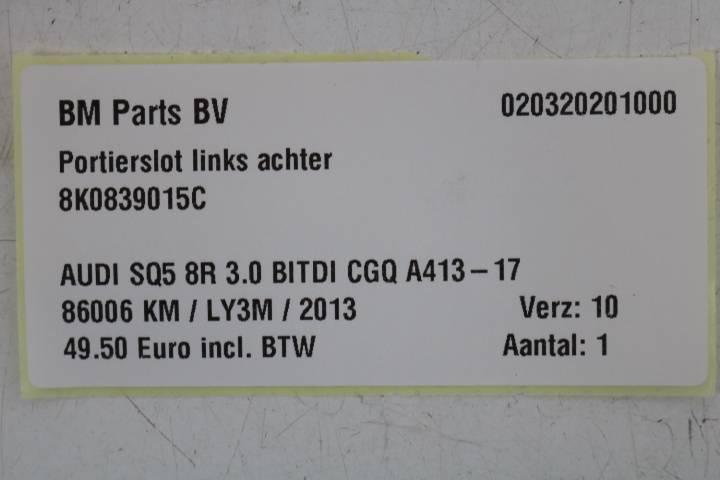 BM Parts BV 020320201000
Portierslot links achter
8K0839015C
AUDI SQ5 8R 3.0 BITDI CGQ A413-17
86006 KM / LY3M / 2013 Verz: 10
49.50 Euro incl. BTW Aantal: 1